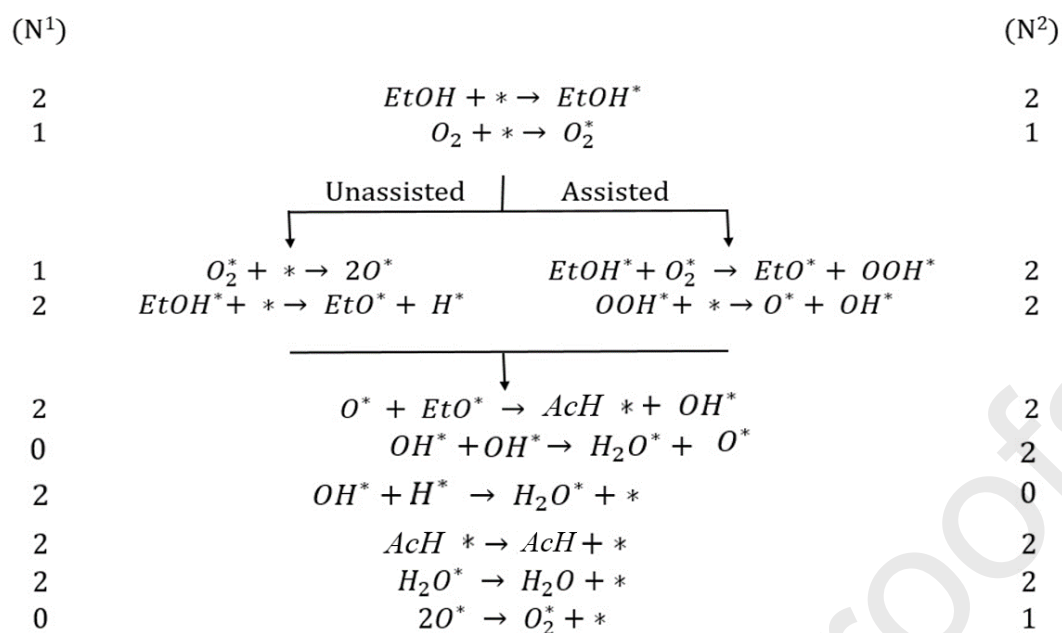 (N¹) (N²)
2 EtOH + * → EtOH* 2
1 O₂ + * → O₂* 1
Unassisted Assisted
1 O₂* + * → 2O* EtOH* + O₂* → EtO* + OOH* 2
2 EtOH* + * → EtO* + H* OOH* + * → O* + OH* 2
2 O* + EtO* → AcH * + OH* 2
0 OH* + OH* → H₂O* + O* 2
2 OH* + H* → H₂O* + * 0
2 AcH * → AcH + * 2
2 H₂O* → H₂O + * 2
0 2O* → O₂* + * 1